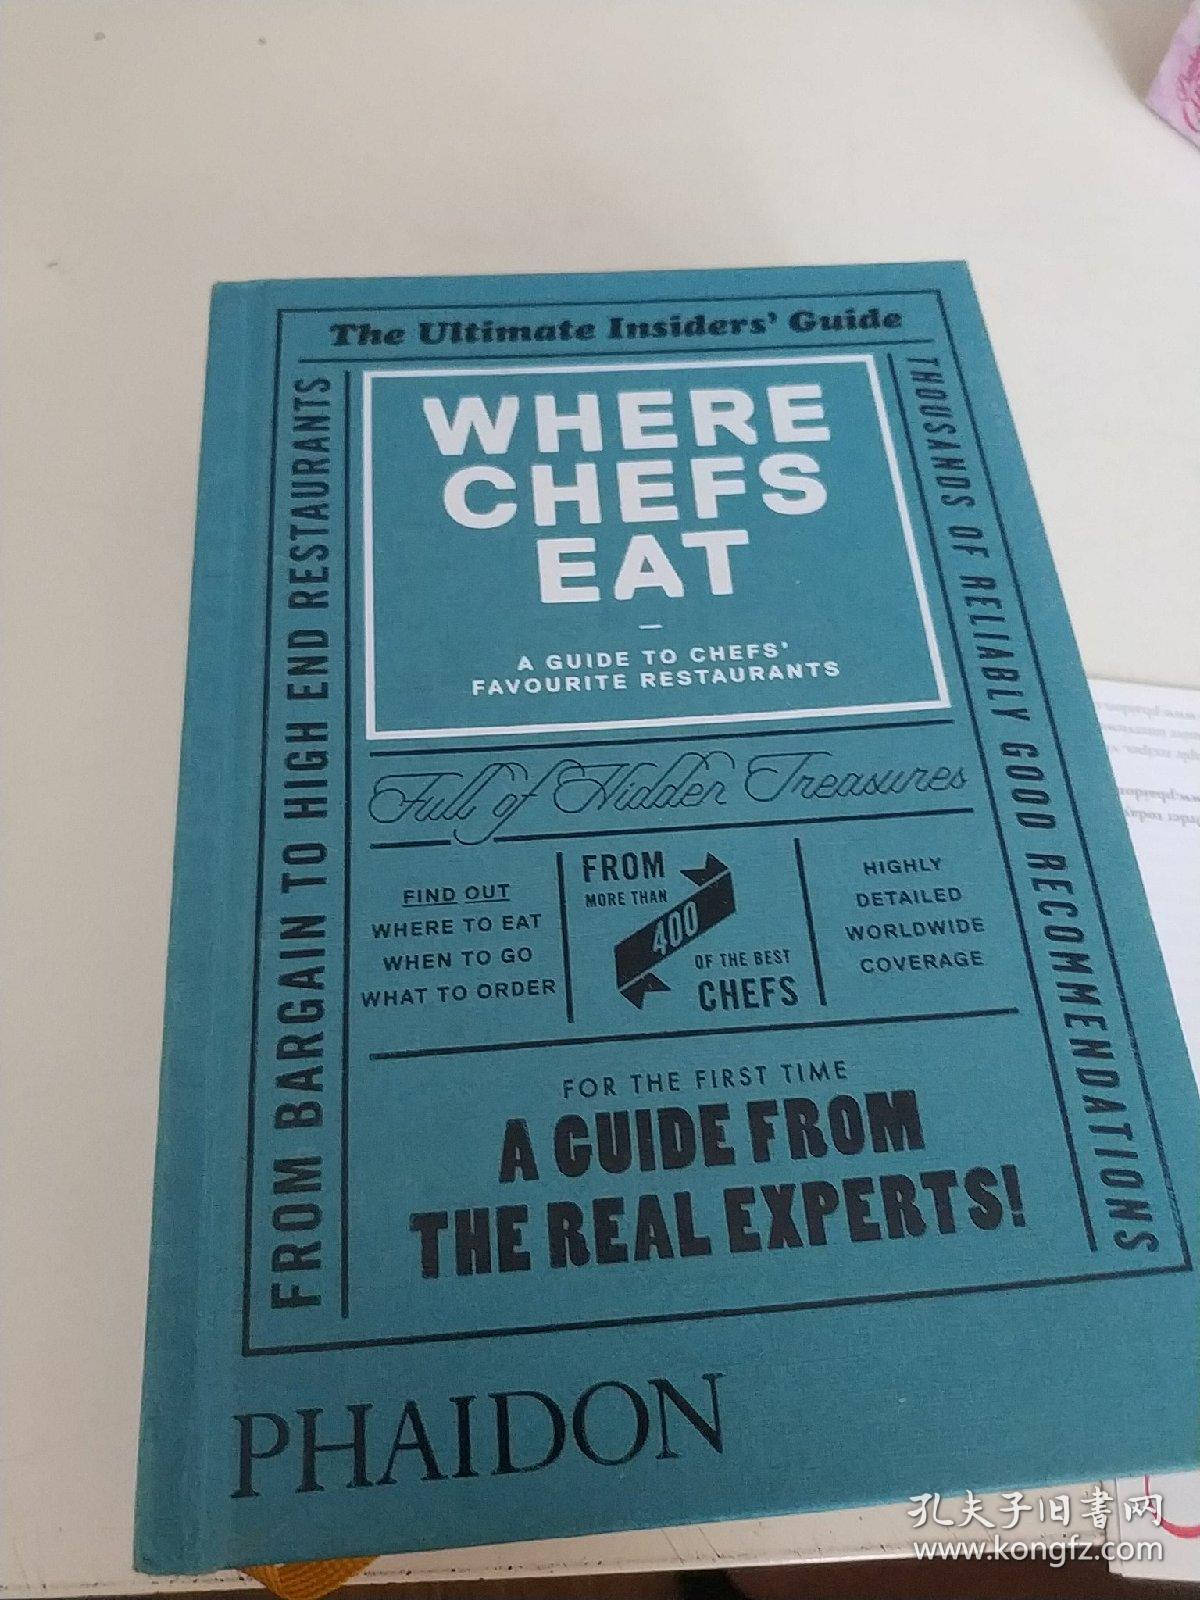 The Ultimate Insiders' Guide
FROM BARGAIN TO HIGH END RESTAURANTS
WHERE
CHEFS
EAT
A GUIDE TO CHEFS'
FAVOURITE RESTAURANTS
THOUSANDS OF RELIABLY GOOD RECOMMENDATIONS
Full of Hidden Treasures
FIND OUT
WHERE TO EAT
WHEN TO GO
WHAT TO ORDER
FROM
MORE THAN
400
OF THE BEST
CHEFS
HIGHLY
DETAILED
WORLDWIDE
COVERAGE
FOR THE FIRST TIME
A GUIDE FROM
THE REAL EXPERTS!
PHAIDON
孔夫子旧书网
www.kongfz.com